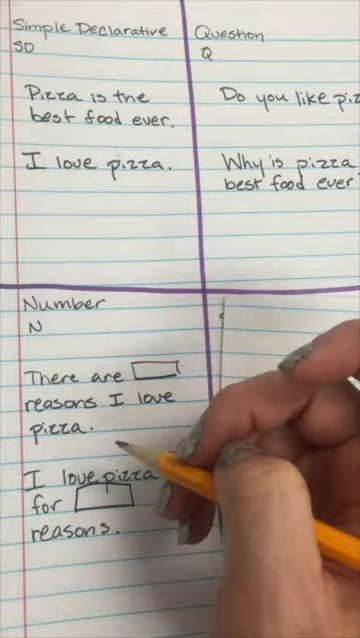 Simple Declarative
SD
Pizza is the
best food ever.
I love pizza.
Question
Q
Do you like
Why is pizza
best food ever
Number
N
There are
reasons I love
pizza.
I love pizza
for
reasons.